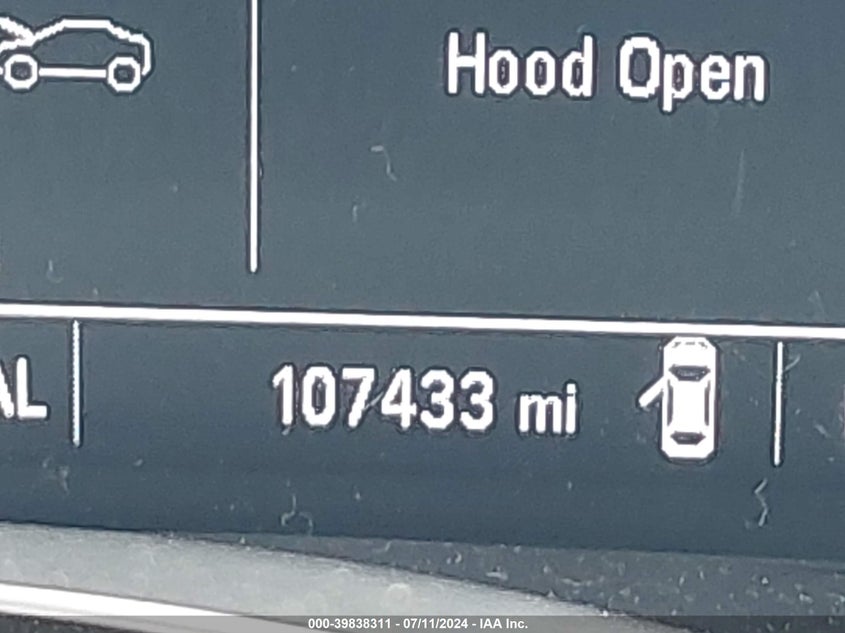 Hood Open
AL
107433 mi
000-39838311 - 07/11/2024 - IAA Inc.